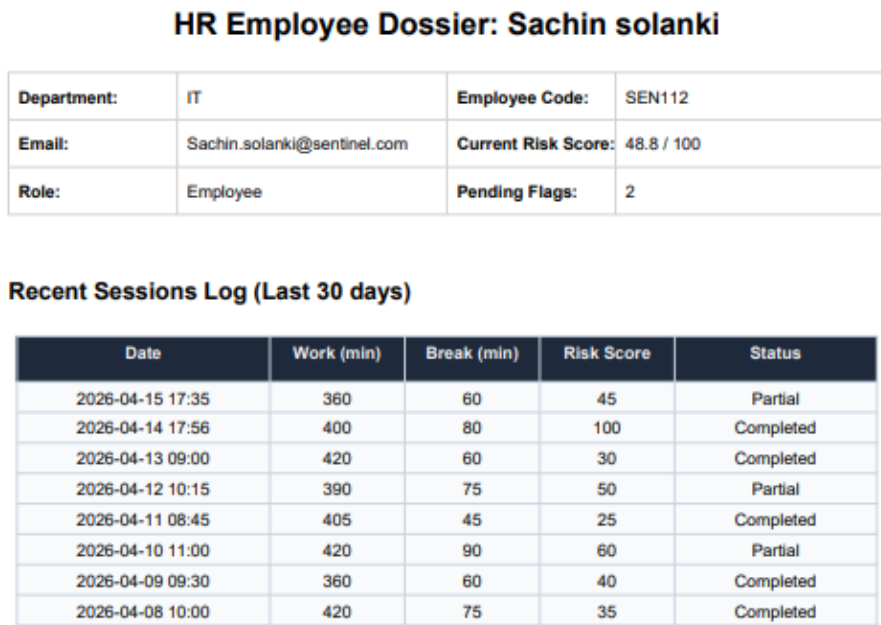 HR Employee Dossier: Sachin solanki
Department: IT Employee Code: SEN112
Email: Sachin.solanki@sentinel.com Current Risk Score: 48.8 / 100
Role: Employee Pending Flags: 2
Recent Sessions Log (Last 30 days)
Date Work (min) Break (min) Risk Score Status
2026-04-15 17:35 360 60 45 Partial
2026-04-14 17:56 400 80 100 Completed
2026-04-13 09:00 420 60 30 Completed
2026-04-12 10:15 390 75 50 Partial
2026-04-11 08:45 405 45 25 Completed
2026-04-10 11:00 420 90 60 Partial
2026-04-09 09:30 360 60 40 Completed
2026-04-08 10:00 420 75 35 Completed